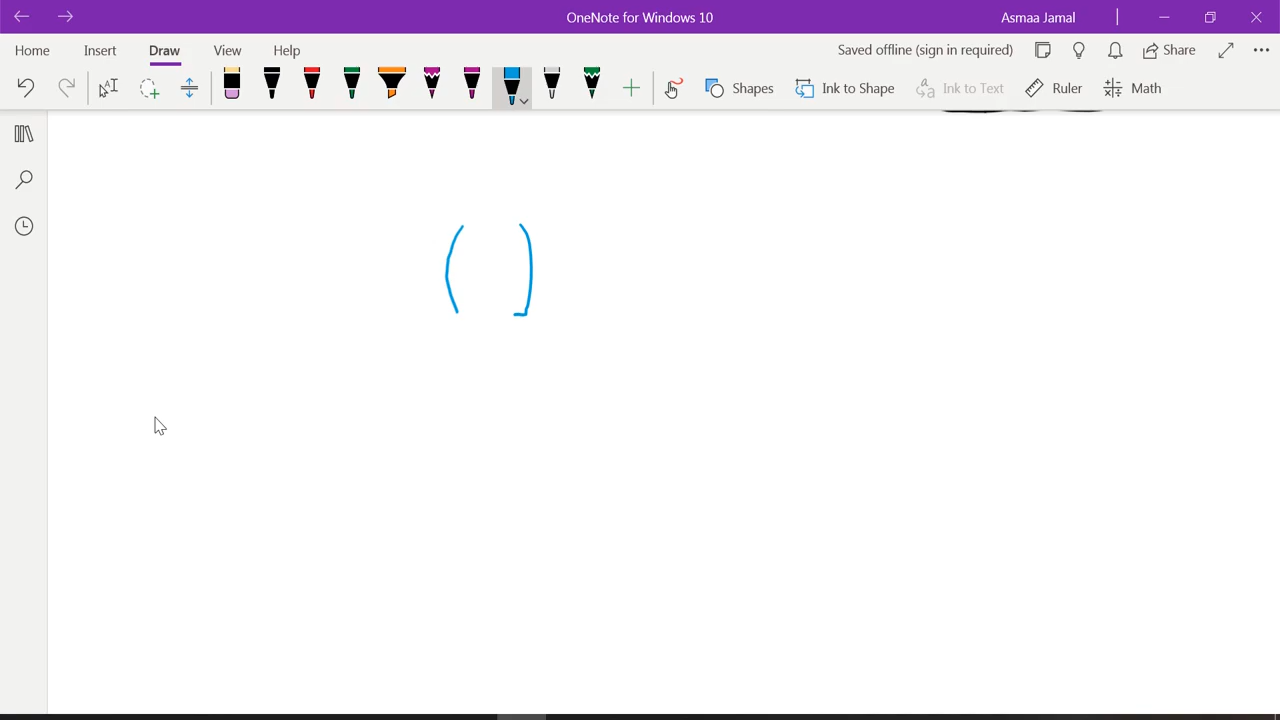 OneNote for Windows 10
Asmaa Jamal
Home Insert Draw View Help
Saved offline (sign in required)
Share
Shapes
Ink to Shape
Ink to Text
Ruler
Math
( )